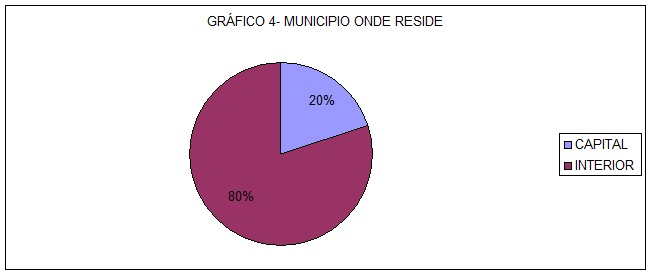 GRÁFICO 4- MUNICIPIO ONDE RESIDE
20%
80%
CAPITAL
INTERIOR